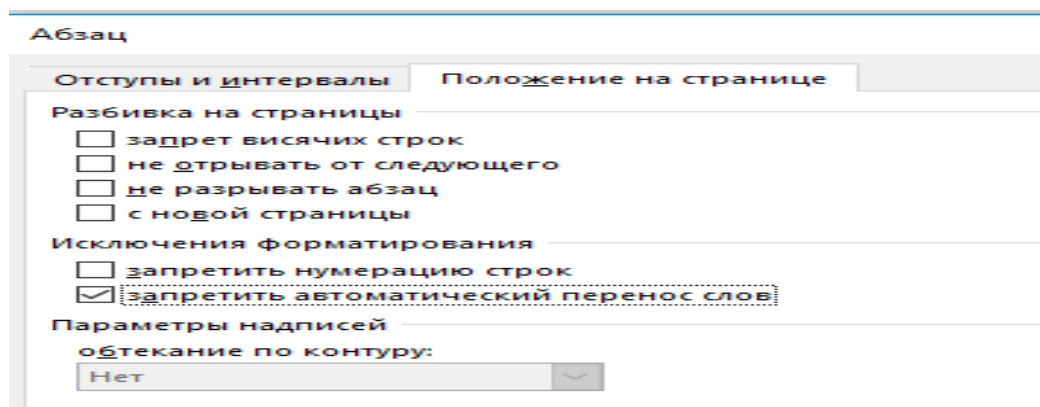 Абзац
Отступы и интервалы Положение на странице
Разбивка на страницы
запрет висячих строк
не отрывать от следующего
не разрывать абзац
с новой страницы
Исключения форматирования
запретить нумерацию строк
запретить автоматический перенос слов
Параметры надписей
обтекание по контуру:
Нет